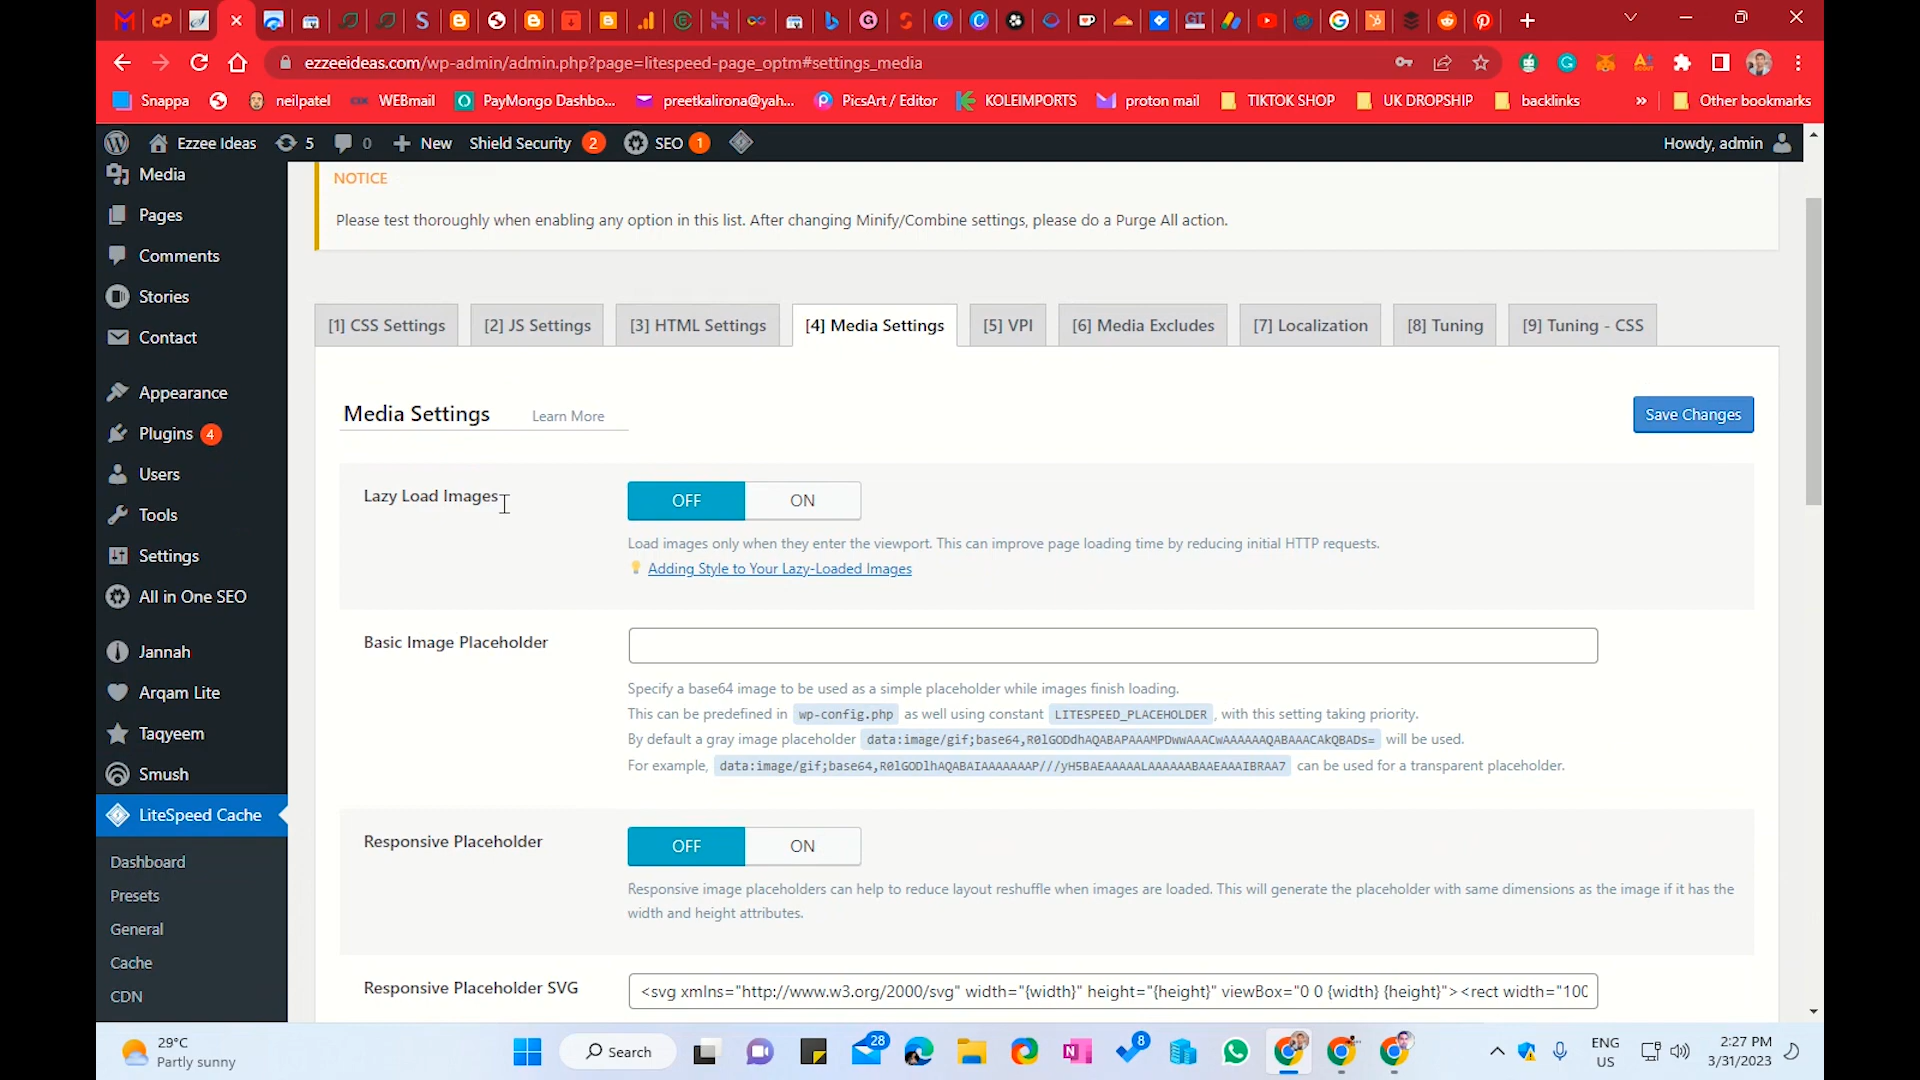 ezzeeideas.com/wp-admin/admin.php?page=litespeed-page_optm#settings_media
Snappa
neilpatel
WEBmail
PayMongo Dashbo...
preetkalirona@yah...
PicsArt / Editor
KOLEIMPORTS
proton mail
TIKTOK SHOP
UK DROPSHIP
backlinks
»
Other bookmarks
Ezzee Ideas
5
0
New
Shield Security 2
SEO 1
Howdy, admin
Media
Pages
Comments
Stories
Contact
Appearance
Plugins 4
Users
Tools
Settings
All in One SEO
Jannah
Arqam Lite
Taqyeem
Smush
LiteSpeed Cache
Dashboard
Presets
General
Cache
CDN
NOTICE
Please test thoroughly when enabling any option in this list. After changing Minify/Combine settings, please do a Purge All action.
[1] CSS Settings
[2] JS Settings
[3] HTML Settings
[4] Media Settings
[5] VPI
[6] Media Excludes
[7] Localization
[8] Tuning
[9] Tuning - CSS
Media Settings
Learn More
Save Changes
Lazy Load Images
OFF
ON
Load images only when they enter the viewport. This can improve page loading time by reducing initial HTTP requests.
Adding Style to Your Lazy-Loaded Images
Basic Image Placeholder
Specify a base64 image to be used as a simple placeholder while images finish loading.
This can be predefined in wp-config.php as well using constant LITESPEED_PLACEHOLDER , with this setting taking priority.
By default a gray image placeholder data:image/gif;base64,R0lGODdhAQABAPAAAMPDwwAAACwAAAAAAQABAAACAkQBADs= will be used.
For example, data:image/gif;base64,R0lGODlhAQABAIAAAAAAAP///yH5BAEAAAAALAAAAAABAAEAAAIBRAA7 can be used for a transparent placeholder.
Responsive Placeholder
OFF
ON
Responsive image placeholders can help to reduce layout reshuffle when images are loaded. This will generate the placeholder with same dimensions as the image if it has the
width and height attributes.
Responsive Placeholder SVG
<svg xmlns="http://www.w3.org/2000/svg" width="{width}" height="{height}" viewBox="0 0 {width} {height}"><rect width="100
29°C
Partly sunny
Search
28
8
ENG
US
2:27 PM
3/31/2023